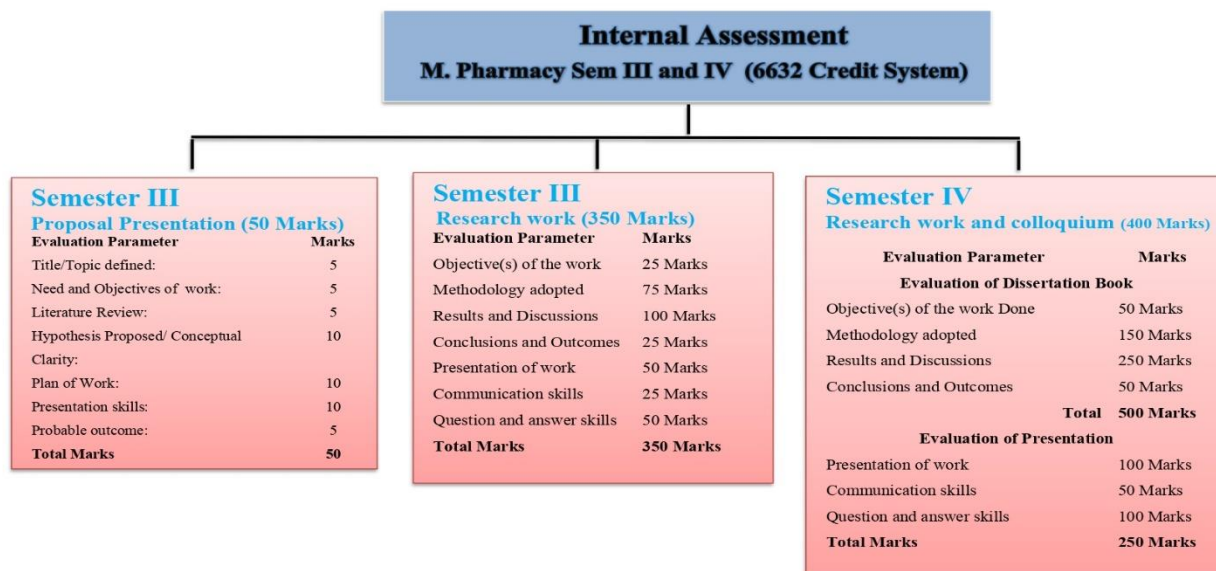 Internal Assessment
M. Pharmacy Sem III and IV (6632 Credit System)
Semester III
Proposal Presentation (50 Marks)
Evaluation Parameter Marks
Title/Topic defined: 5
Need and Objectives of work: 5
Literature Review: 5
Hypothesis Proposed/ Conceptual 10
Clarity:
Plan of Work: 10
Presentation skills: 10
Probable outcome: 5
Total Marks 50
Semester III
Research work (350 Marks)
Evaluation Parameter Marks
Objective(s) of the work 25 Marks
Methodology adopted 75 Marks
Results and Discussions 100 Marks
Conclusions and Outcomes 25 Marks
Presentation of work 50 Marks
Communication skills 25 Marks
Question and answer skills 50 Marks
Total Marks 350 Marks
Semester IV
Research work and colloquium (400 Marks)
Evaluation Parameter Marks
Evaluation of Dissertation Book
Objective(s) of the work Done 50 Marks
Methodology adopted 150 Marks
Results and Discussions 250 Marks
Conclusions and Outcomes 50 Marks
Total 500 Marks
Evaluation of Presentation
Presentation of work 100 Marks
Communication skills 50 Marks
Question and answer skills 100 Marks
Total Marks 250 Marks